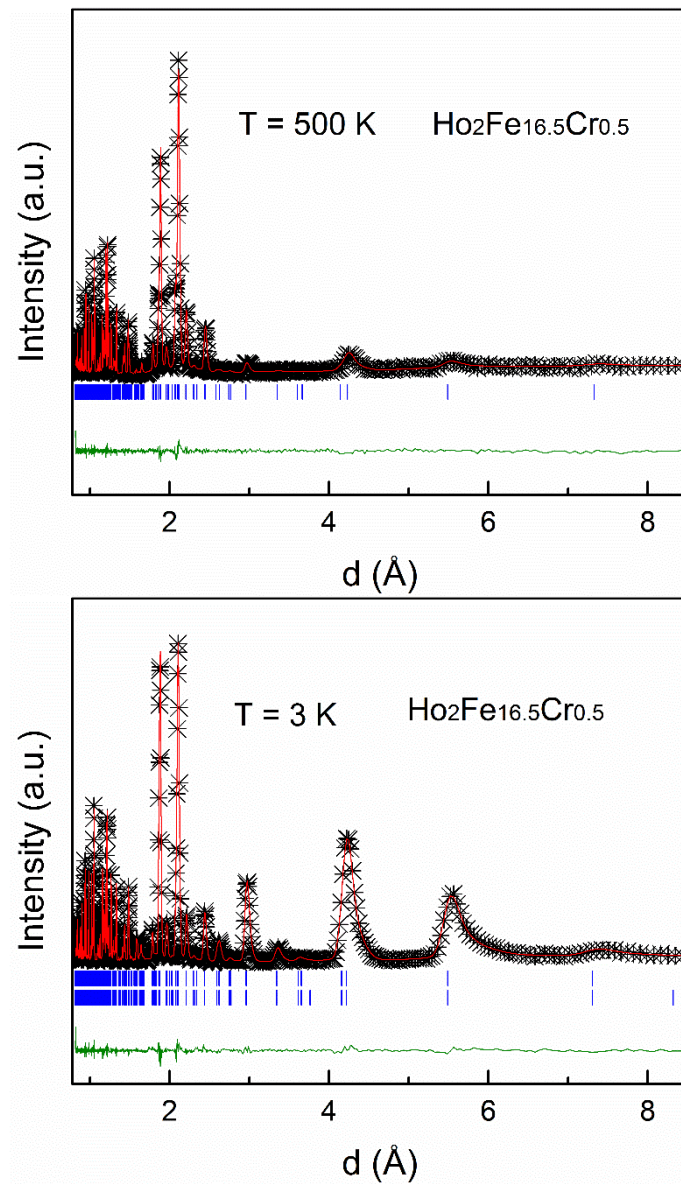 T = 500 K Ho₂Fe₁₆.₅Cr₀.₅
Intensity (a.u.)
2 4 6 8
d (Å)
T = 3 K Ho₂Fe₁₆.₅Cr₀.₅
Intensity (a.u.)
2 4 6 8
d (Å)